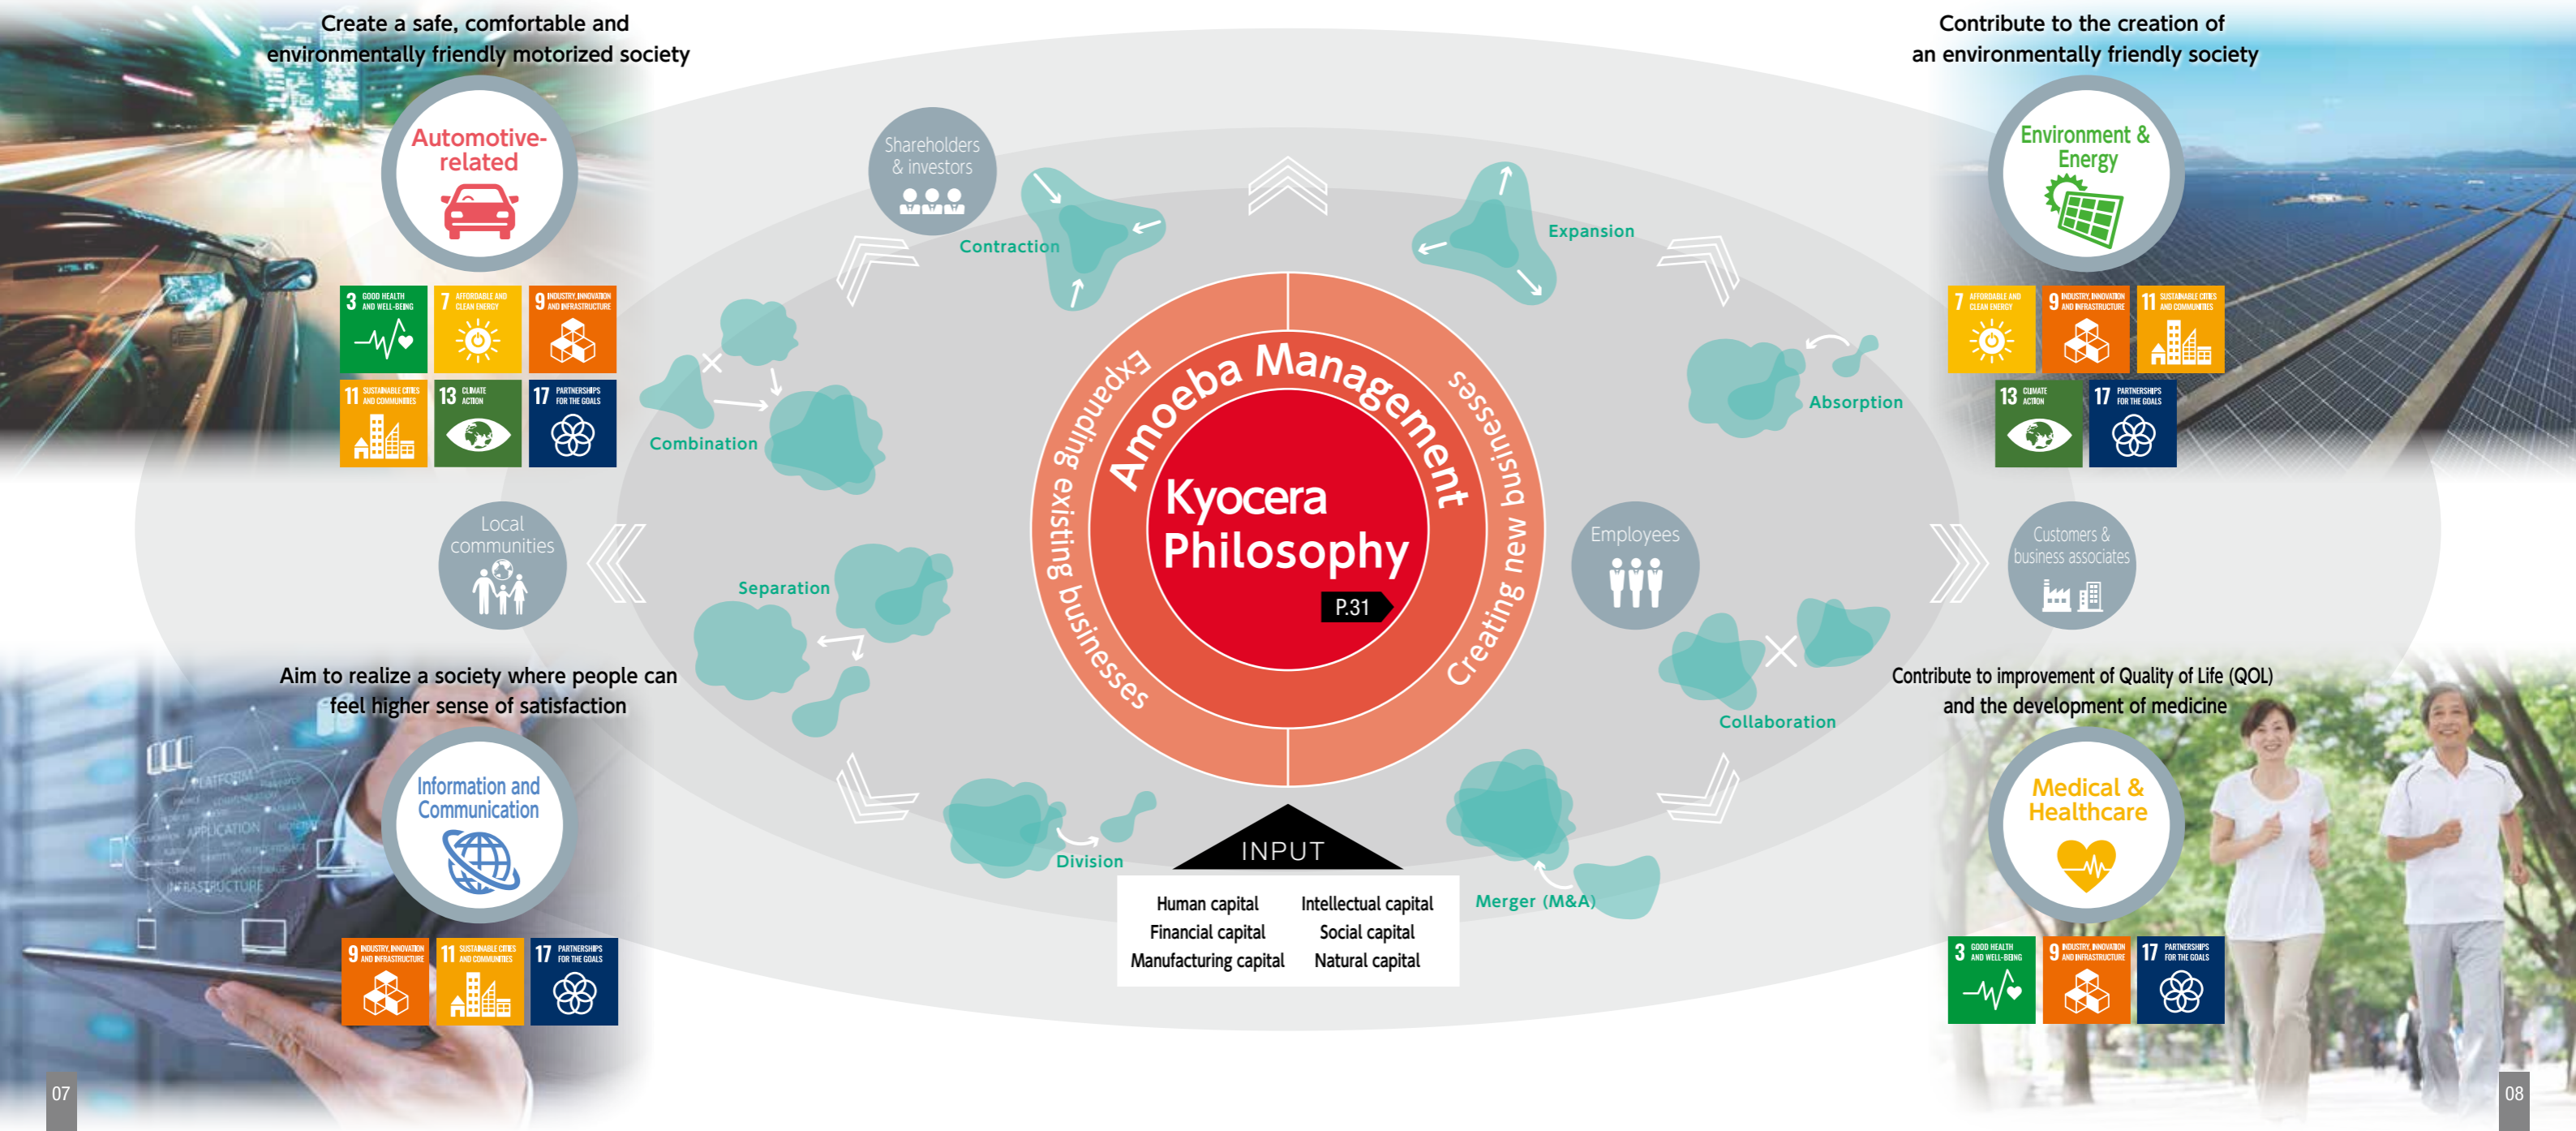 Create a safe, comfortable and
environmentally friendly motorized society
Automotive-
related
3 GOOD HEALTH
AND WELL-BEING
7 AFFORDABLE AND
CLEAN ENERGY
9 INDUSTRY, INNOVATION
AND INFRASTRUCTURE
11 SUSTAINABLE CITIES
AND COMMUNITIES
13 CLIMATE
ACTION
17 PARTNERSHIPS
FOR THE GOALS
Contribute to the creation of
an environmentally friendly society
Environment &
Energy
7 AFFORDABLE AND
CLEAN ENERGY
9 INDUSTRY, INNOVATION
AND INFRASTRUCTURE
11 SUSTAINABLE CITIES
AND COMMUNITIES
13 CLIMATE
ACTION
17 PARTNERSHIPS
FOR THE GOALS
Shareholders
& investors
Contraction
Expansion
Combination
Absorption
Local
communities
Separation
Employees
Customers &
business associates
Collaboration
Division
Merger (M&A)
Expanding existing businesses
Creating new businesses
Amoeba Management
Kyocera
Philosophy
P.31
INPUT
Human capital
Intellectual capital
Financial capital
Social capital
Manufacturing capital
Natural capital
Aim to realize a society where people can
feel higher sense of satisfaction
Information and
Communication
PLATFORM
APPLICATION
INFRASTRUCTURE
9 INDUSTRY, INNOVATION
AND INFRASTRUCTURE
11 SUSTAINABLE CITIES
AND COMMUNITIES
17 PARTNERSHIPS
FOR THE GOALS
Contribute to improvement of Quality of Life (QOL)
and the development of medicine
Medical &
Healthcare
3 GOOD HEALTH
AND WELL-BEING
9 INDUSTRY, INNOVATION
AND INFRASTRUCTURE
17 PARTNERSHIPS
FOR THE GOALS
07
08